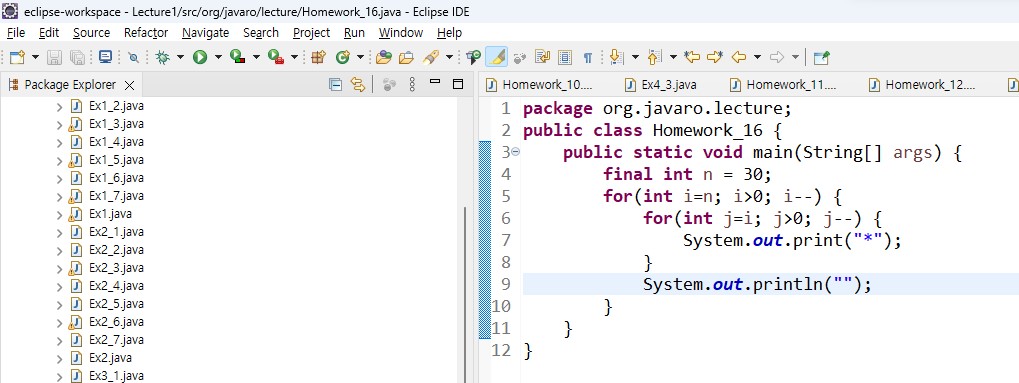 eclipse-workspace - Lecture1/src/org/javaro/lecture/Homework_16.java - Eclipse IDE
File Edit Source Refactor Navigate Search Project Run Window Help
Package Explorer
Ex1_2.java
Ex1_3.java
Ex1_4.java
Ex1_5.java
Ex1_6.java
Ex1_7.java
Ex1.java
Ex2_1.java
Ex2_2.java
Ex2_3.java
Ex2_4.java
Ex2_5.java
Ex2_6.java
Ex2_7.java
Ex2.java
Ex3_1.java
Homework_10.... Ex4_3.java Homework_11.... Homework_12....
1 package org.javaro.lecture;
2 public class Homework_16 {
3     public static void main(String[] args) {
4         final int n = 30;
5         for(int i=n; i>0; i--) {
6             for(int j=i; j>0; j--) {
7                 System.out.print("*");
8             }
9             System.out.println("");
10         }
11     }
12 }